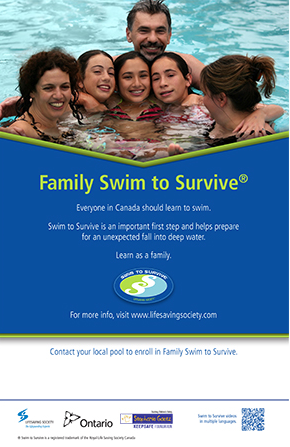 Family Swim to Survive®
Everyone in Canada should learn to swim.
Swim to Survive is an important first step and helps prepare
for an unexpected fall into deep water.
Learn as a family.
SWIM TO SURVIVE
For more info, visit www.lifesavingsociety.com
Contact your local pool to enroll in Family Swim to Survive.
LIFESAVING SOCIETY
Ontario
Stephanie Gaetz
KEEPSAFE FOUNDATION
Swim to Survive videos
in multiple languages.
® Swim to Survive is a registered trademark of the Royal Life Saving Society Canada.